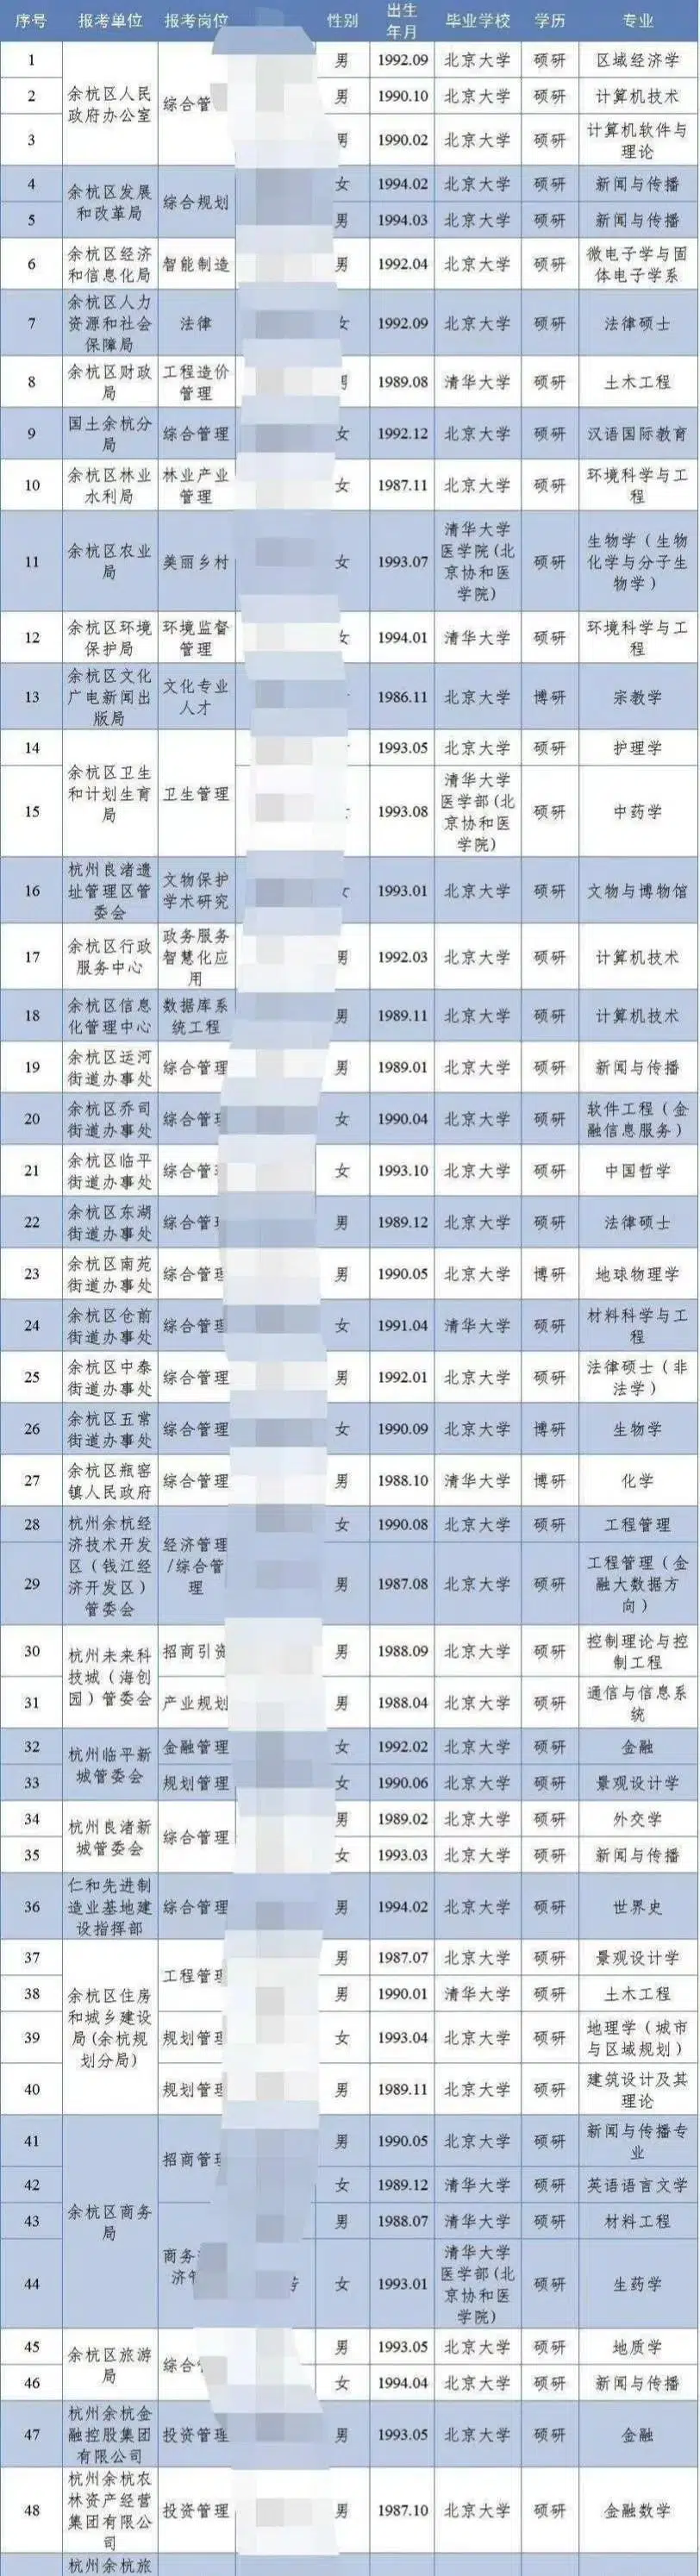 序号 报考单位 报考岗位 性别 出生年月 毕业学校 学历 专业
1 余杭区人民政府办公室 综合管 男 1992.09 北京大学 硕研 区域经济学
2 男 1990.10 北京大学 硕研 计算机技术
3 男 1990.02 北京大学 硕研 计算机软件与理论
4 余杭区发展和改革局 综合规划 女 1994.02 北京大学 硕研 新闻与传播
5 男 1994.03 北京大学 硕研 新闻与传播
6 余杭区经济和信息化局 智能制造 男 1992.04 北京大学 硕研 微电子学与固体电子学系
7 余杭区人力资源和社会保障局 法律 女 1992.09 北京大学 硕研 法律硕士
8 余杭区财政局 工程造价管理 1989.08 清华大学 硕研 土木工程
9 国土余杭分局 综合管理 女 1992.12 北京大学 硕研 汉语国际教育
10 余杭区林业水利局 林业产业管理 女 1987.11 北京大学 硕研 环境科学与工程
11 余杭区农业局 美丽乡村 女 1993.07 清华大学医学院(北京协和医学院) 硕研 生物学（生物化学与分子生物学）
12 余杭区环境保护局 环境监督管理 女 1994.01 清华大学 硕研 环境科学与工程
13 余杭区文化广电新闻出版局 文化专业人才 1986.11 北京大学 博研 宗教学
14 余杭区卫生和计划生育局 卫生管理 1993.05 北京大学 硕研 护理学
15 1993.08 清华大学医学部(北京协和医学院) 硕研 中药学
16 杭州良渚遗址管理区管委会 文物保护学术研究 女 1993.01 北京大学 硕研 文物与博物馆
17 余杭区行政服务中心 政务服务智慧化应用 男 1992.03 北京大学 硕研 计算机技术
18 余杭区信息化管理中心 数据库系统工程 男 1989.11 北京大学 硕研 计算机技术
19 余杭区运河街道办事处 综合管理 男 1989.01 北京大学 硕研 新闻与传播
20 余杭区乔司街道办事处 综合管理 女 1990.04 北京大学 硕研 软件工程（金融信息服务）
21 余杭区临平街道办事处 综合管 女 1993.10 北京大学 硕研 中国哲学
22 余杭区东湖街道办事处 综合管 男 1989.12 北京大学 硕研 法律硕士
23 余杭区南苑街道办事处 综合管理 男 1990.05 北京大学 博研 地球物理学
24 余杭区仓前街道办事处 综合管理 女 1991.04 清华大学 硕研 材料科学与工程
25 余杭区中泰街道办事处 综合管理 男 1992.01 北京大学 硕研 法律硕士（非法学）
26 余杭区五常街道办事处 综合管理 女 1990.09 北京大学 博研 生物学
27 余杭区瓶窑镇人民政府 综合管理 男 1988.10 清华大学 博研 化学
28 杭州余杭经济技术开发区（钱江经济开发区）管委会 经济管理/综合管理 女 1990.08 北京大学 硕研 工程管理
29 男 1987.08 北京大学 硕研 工程管理（金融大数据方向）
30 杭州未来科技城（海创园）管委会 招商引资 男 1988.09 北京大学 硕研 控制理论与控制工程
31 产业规划 男 1988.04 北京大学 硕研 通信与信息系统
32 杭州临平新城管委会 金融管理 女 1992.02 北京大学 硕研 金融
33 规划管理 女 1990.06 北京大学 硕研 景观设计学
34 杭州良渚新城管委会 综合管理 男 1989.02 北京大学 硕研 外交学
35 女 1993.03 北京大学 硕研 新闻与传播
36 仁和先进制造业基地建设指挥部 综合管理 男 1994.02 北京大学 硕研 世界史
37 余杭区住房和城乡建设局(余杭规划分局) 工程管理 男 1987.07 北京大学 硕研 景观设计学
38 男 1990.01 清华大学 硕研 土木工程
39 规划管理 女 1993.04 北京大学 硕研 地理学（城市与区域规划）
40 规划管理 男 1989.11 北京大学 硕研 建筑设计及其理论
41 余杭区商务局 招商管理 男 1990.05 北京大学 硕研 新闻与传播专业
42 女 1989.12 清华大学 硕研 英语语言文学
43 商务 男 1988.07 清华大学 硕研 材料工程
44 女 1993.01 清华大学医学部(北京协和医学院) 硕研 生药学
45 余杭区旅游局 综合 男 1993.05 北京大学 硕研 地质学
46 女 1994.04 北京大学 硕研 新闻与传播
47 杭州余杭金融控股集团有限公司 投资管理 男 1993.05 北京大学 硕研 金融
48 杭州余杭农林资产经营集团有限公司 投资管理 男 1987.10 北京大学 硕研 金融数学
杭州余杭旅